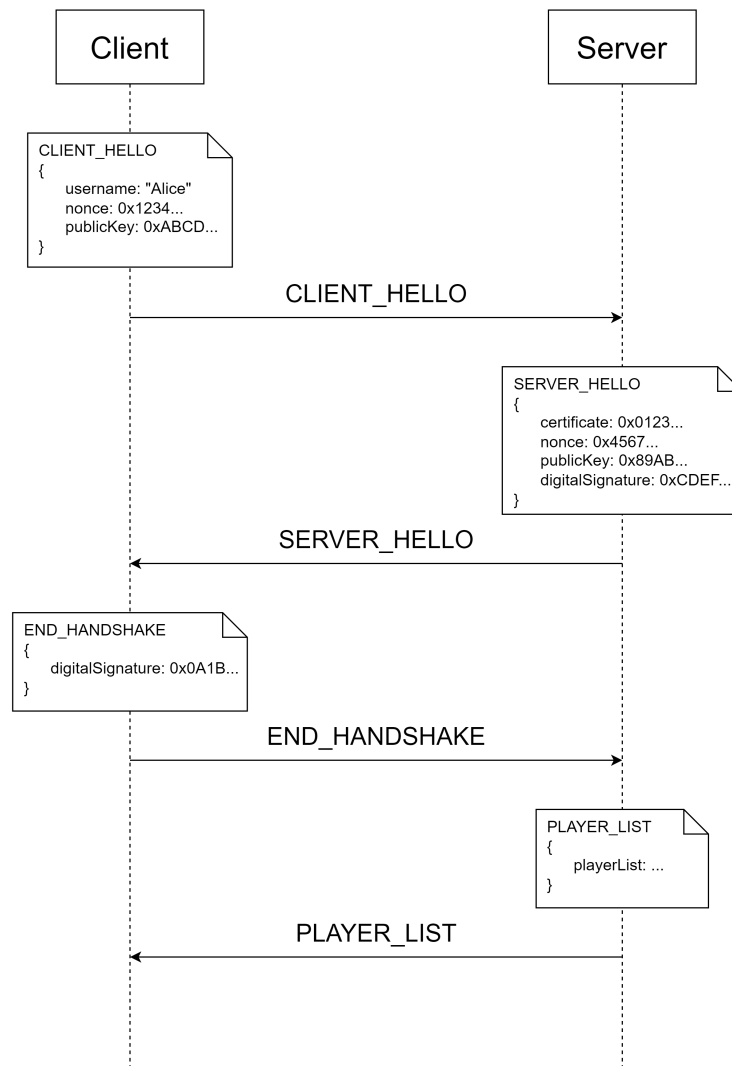 Client
Server
CLIENT_HELLO
{
username: "Alice"
nonce: 0x1234...
publicKey: 0xABCD...
}
CLIENT_HELLO
SERVER_HELLO
{
certificate: 0x0123...
nonce: 0x4567...
publicKey: 0x89AB...
digitalSignature: 0xCDEF...
}
SERVER_HELLO
END_HANDSHAKE
{
digitalSignature: 0x0A1B...
}
END_HANDSHAKE
PLAYER_LIST
{
playerList: ...
}
PLAYER_LIST